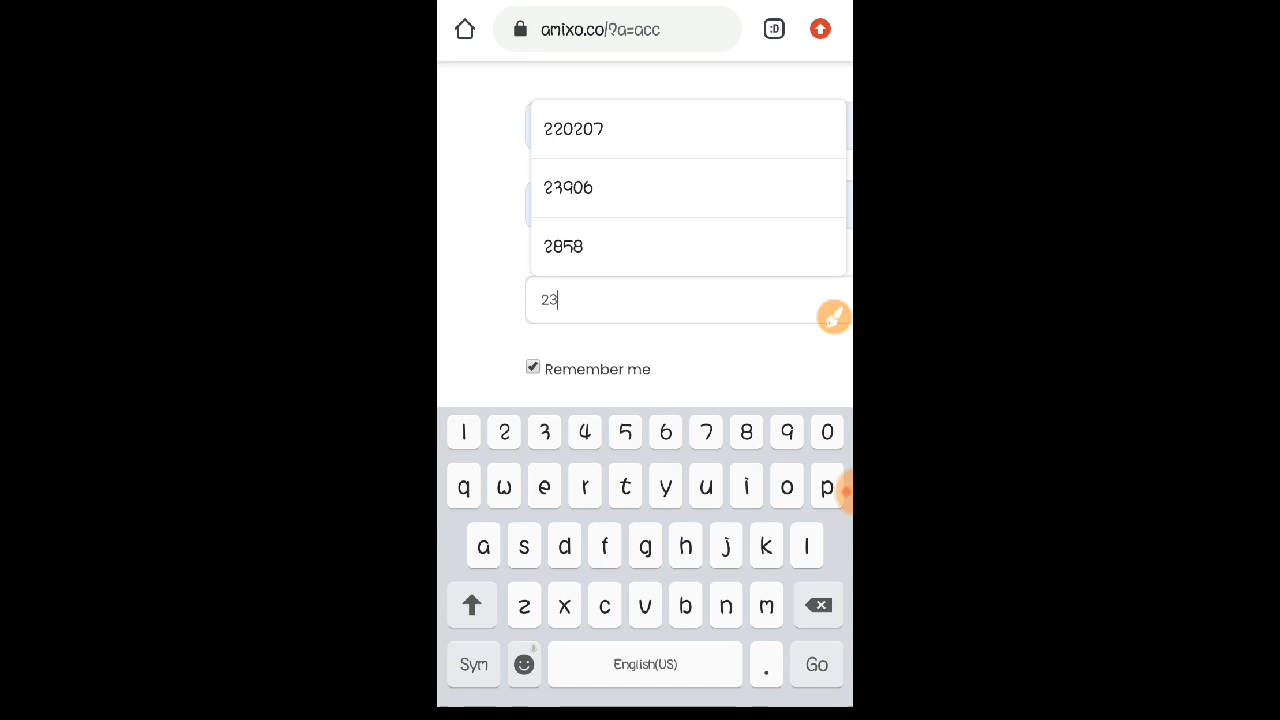 amixo.co/?a=acc
:D
220207
23906
2858
23
Remember me
1 2 3 4 5 6 7 8 9 0
q w e r t y u i o p
a s d f g h j k l
z x c v b n m
Sym English(US) . Go